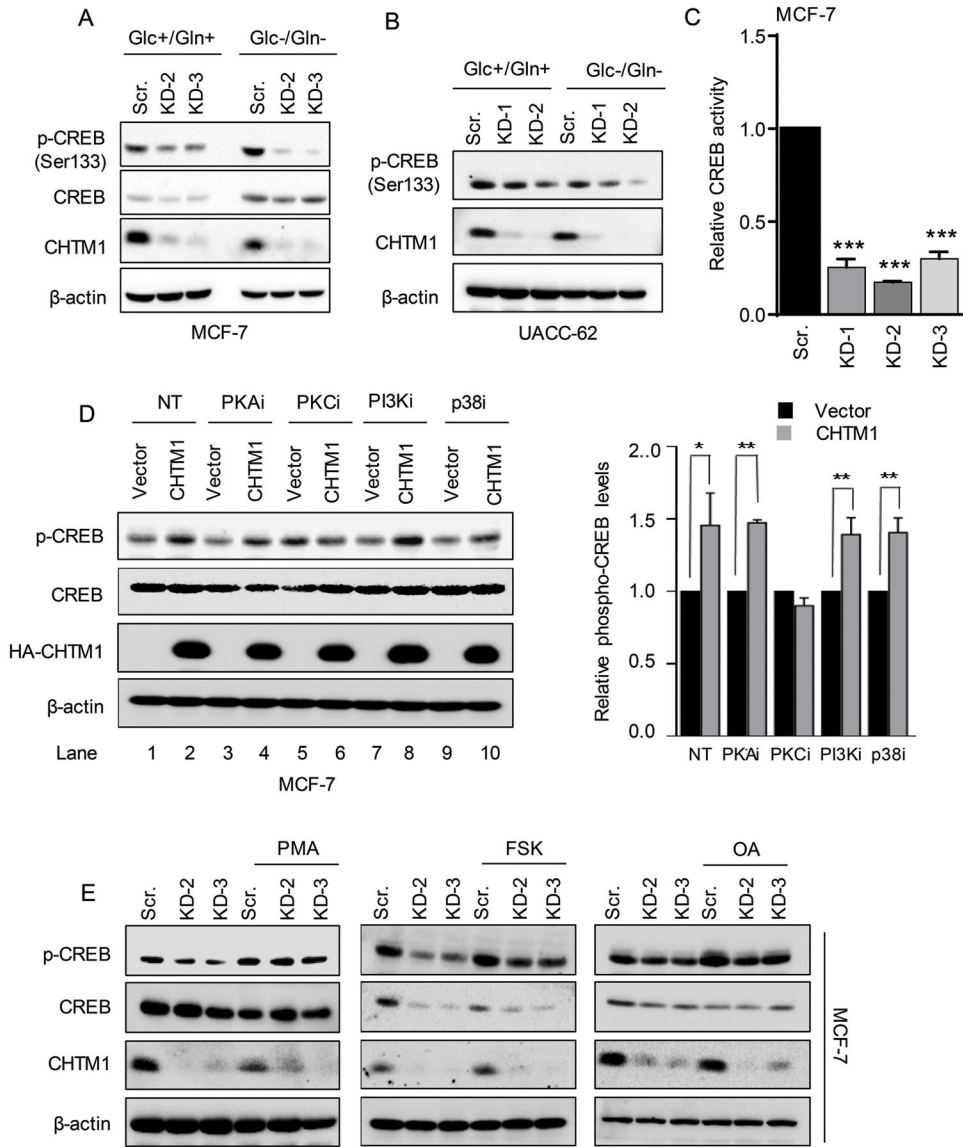 A
Glc+/Gln+ Glc-/Gln-
Scr. KD-2 KD-3 Scr. KD-2 KD-3
p-CREB
(Ser133)
CREB
CHTM1
β-actin
MCF-7
B
Glc+/Gln+ Glc-/Gln-
Scr. KD-1 KD-2 Scr. KD-1 KD-2
p-CREB
(Ser133)
CHTM1
β-actin
UACC-62
C
MCF-7
Relative CREB activity
1.5
1.0
0.5
0.0
*** *** ***
Scr. KD-1 KD-2 KD-3
D
NT PKAi PKCi PI3Ki p38i
Vector CHTM1 Vector CHTM1 Vector CHTM1 Vector CHTM1 Vector CHTM1
p-CREB
CREB
HA-CHTM1
β-actin
Lane 1 2 3 4 5 6 7 8 9 10
MCF-7
Vector
CHTM1
Relative phospho-CREB levels
2.0
1.5
1.0
0.5
0.0
* ** ** **
NT PKAi PKCi PI3Ki p38i
E
PMA FSK OA
Scr. KD-2 KD-3 Scr. KD-2 KD-3 Scr. KD-2 KD-3 Scr. KD-2 KD-3 Scr. KD-2 KD-3 Scr. KD-2 KD-3
p-CREB
CREB
CHTM1
β-actin
MCF-7